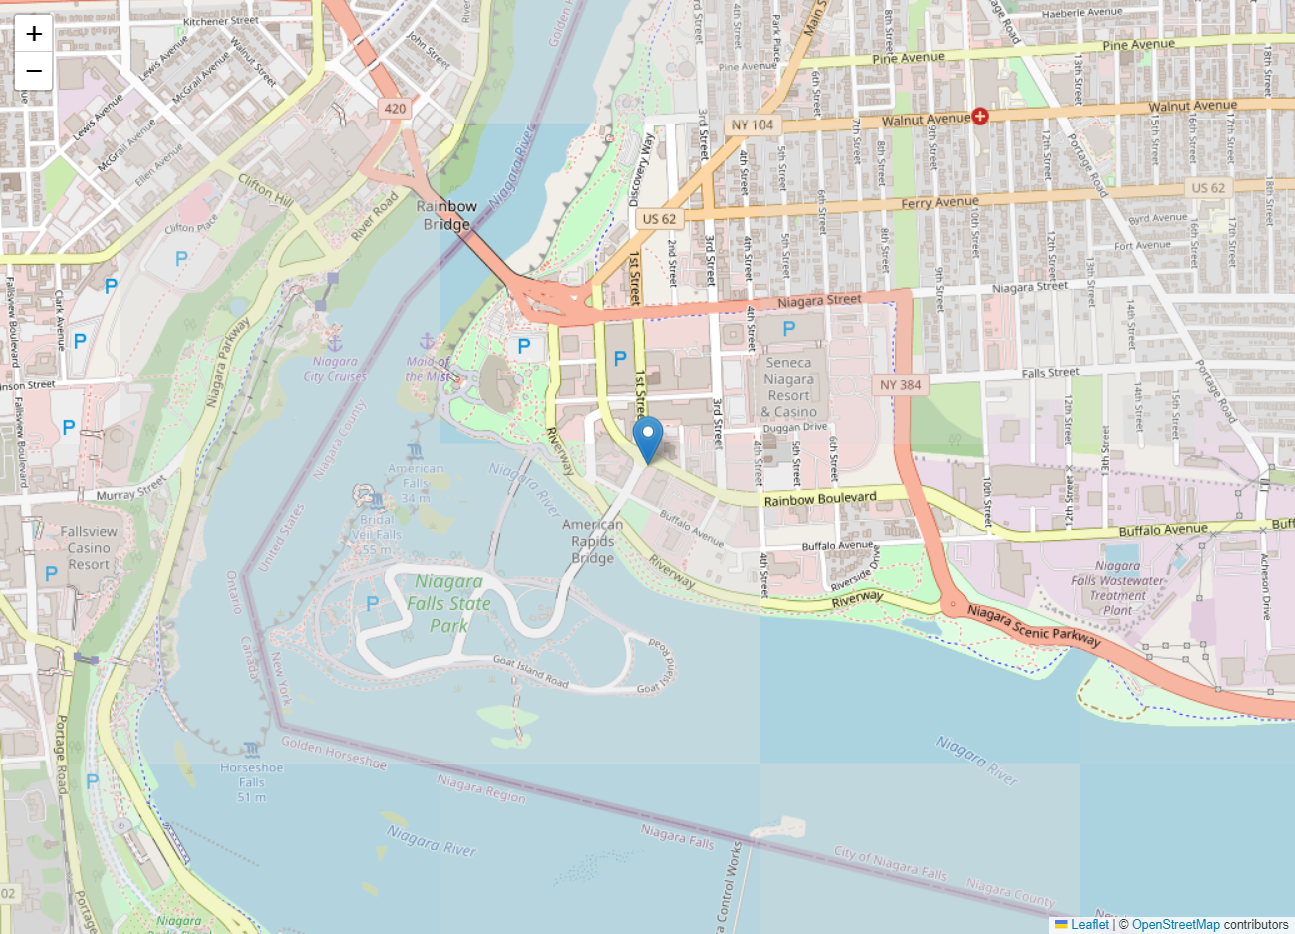 +
−
Kitchener Street
Lewis Avenue
McGrail Avenue
Walnut Street
John Street
Lewis Avenue
McGrail Avenue
Ellen Avenue
420
Clifton Hill
Clifton Place
River Road
Rainbow
Bridge
Niagara River
Discovery Way
3rd Street
4th Street
Park Place
Main S
8th Street
Haeberle Avenue
Pine Avenue
Pine Avenue
Pine Avenue
6th Street
13th Street
18th Street
NY 104
Walnut Avenue
Walnut Avenue
3rd Street
4th Street
5th Street
7th Street
8th Street
9th Street
12th Street
15th Street
16th Street
17th Street
Portage Road
US 62
US 62
Ferry Avenue
6th Street
10th Street
Byrd Avenue
Fort Avenue
16th Street
17th Street
18th Street
1st Street
2nd Street
3rd Street
4th Street
5th Street
8th Street
9th Street
12th Street
13th Street
14th Street
Niagara Street
Niagara Street
Fallsview Boulevard
Clark Avenue
P
P
P
P
inson Street
Fallsview Boulevard
Niagara Parkway
Niagara
City Cruises
Maid of
the Mist
P
P
P
1st Stree
3rd Street
4th Street
Seneca
Niagara
Resort
& Casino
Duggan Drive
NY 384
Falls Street
Portage Road
12th Street
14th Street
15th Street
13th Street
Niagara County
United States
Murray Street
Fallsview
Casino
Resort
P
American
Falls
34 m
Bridal
Veil Falls
55 m
Niagara River
Riverway
American
Rapids
Bridge
4th Street
5th Street
6th Street
10th Street
12th Street
Rainbow Boulevard
Buffalo Avenue
Buffalo Avenue
Buffalo Avenue
Buff
4th Street
Riverside Drive
Riverway
Riverway
Niagara
Falls Wastewater
Treatment
Plant
Acheson Drive
Niagara Scenic Parkway
Ontario
Canada
New York
P
Niagara
Falls State
Park
Goat Island Road
Goat Island Road
Portage Road
P
Horseshoe
Falls
51 m
Golden Horseshoe
Niagara Region
Niagara River
Niagara Falls
Niagara River
City of Niagara Falls
Niagara County
02
Portage
Niagara
a Control Works
Leaflet | © OpenStreetMap contributors